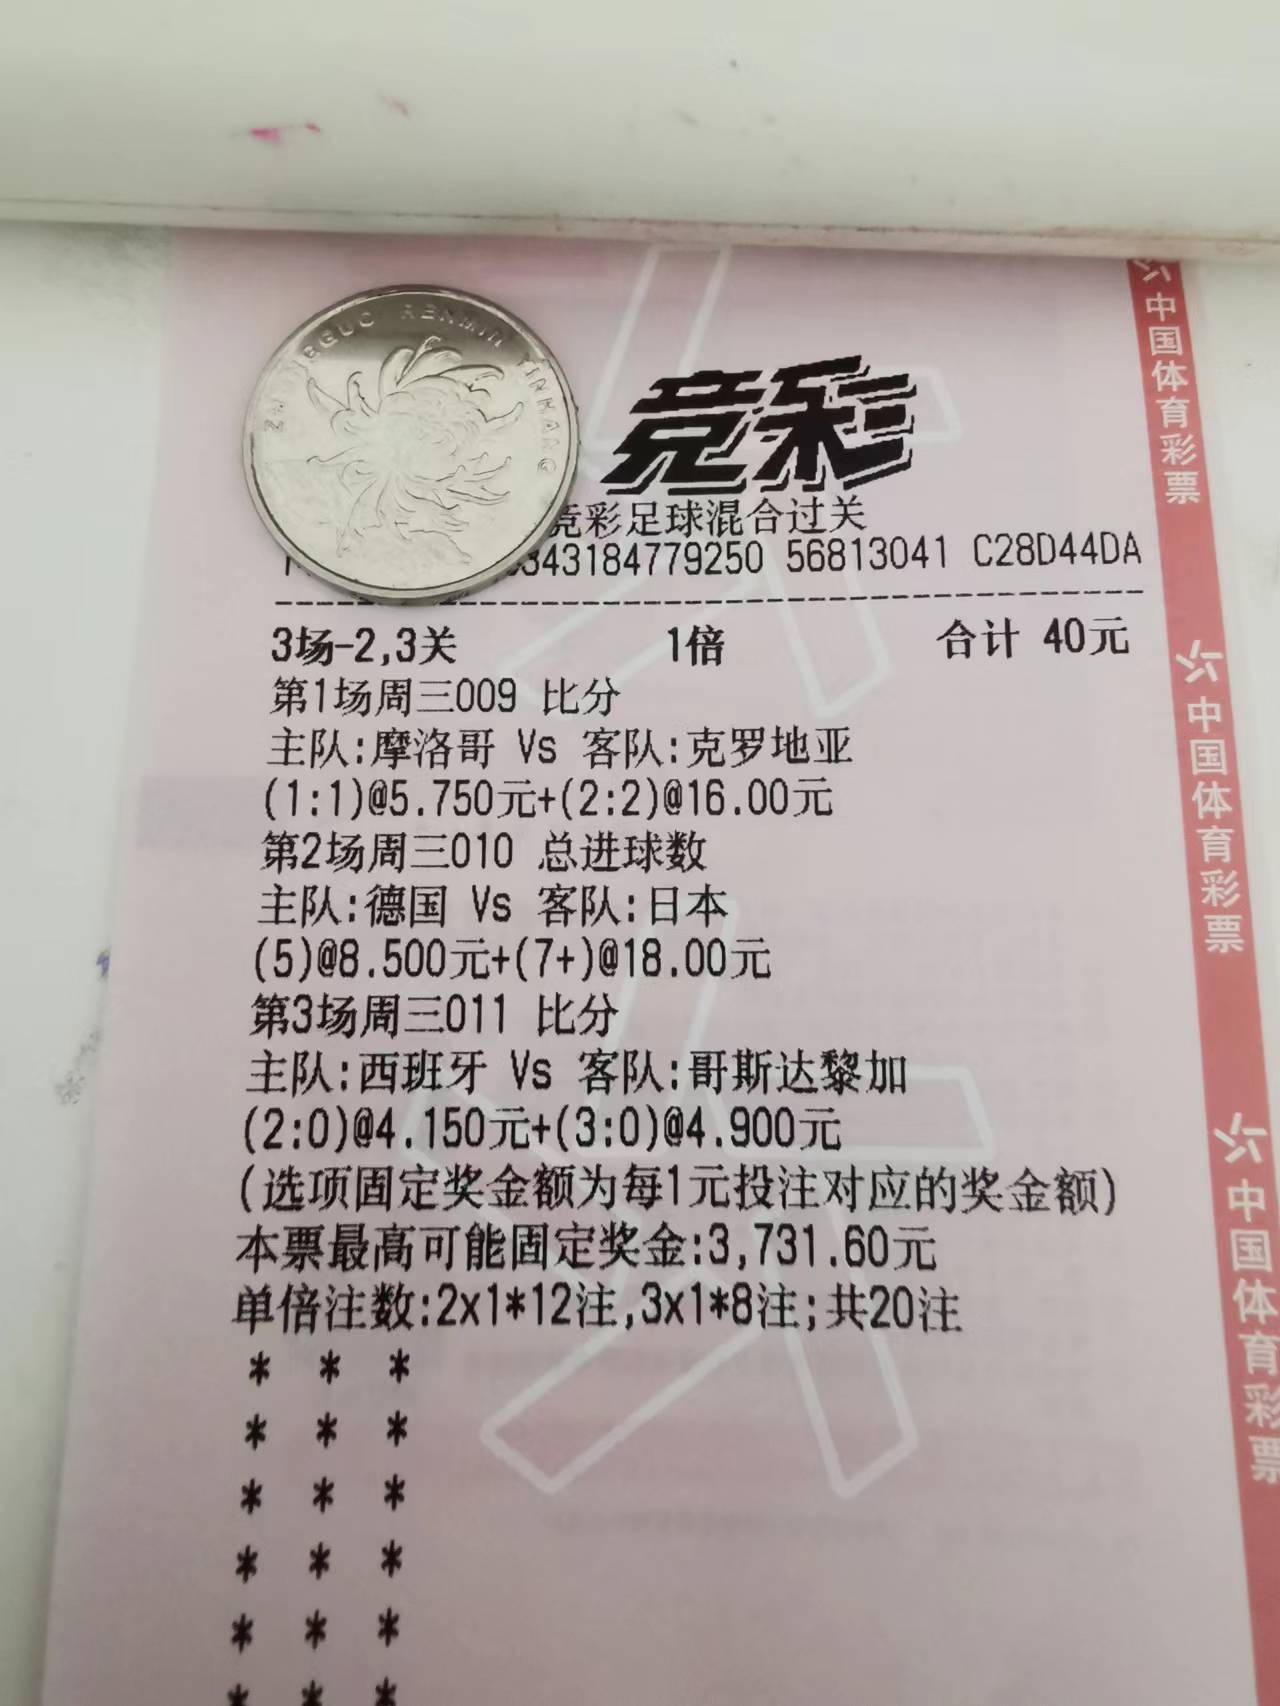 竞彩
竞彩足球混合过关
343184779250 56813041 C28D44DA
3场-2,3关 1倍 合计 40元
第1场周三009 比分
主队:摩洛哥 Vs 客队:克罗地亚
(1:1)@5.750元+(2:2)@16.00元
第2场周三010 总进球数
主队:德国 Vs 客队:日本
(5)@8.500元+(7+)@18.00元
第3场周三011 比分
主队:西班牙 Vs 客队:哥斯达黎加
(2:0)@4.150元+(3:0)@4.900元
(选项固定奖金额为每1元投注对应的奖金额)
本票最高可能固定奖金:3,731.60元
单倍注数:2x1*12注,3x1*8注;共20注
* * *
* * *
* * *
* * *
* * *
* * *
中国体育彩票
中国体育彩票
中国体育彩票
RENMIN YINHANG